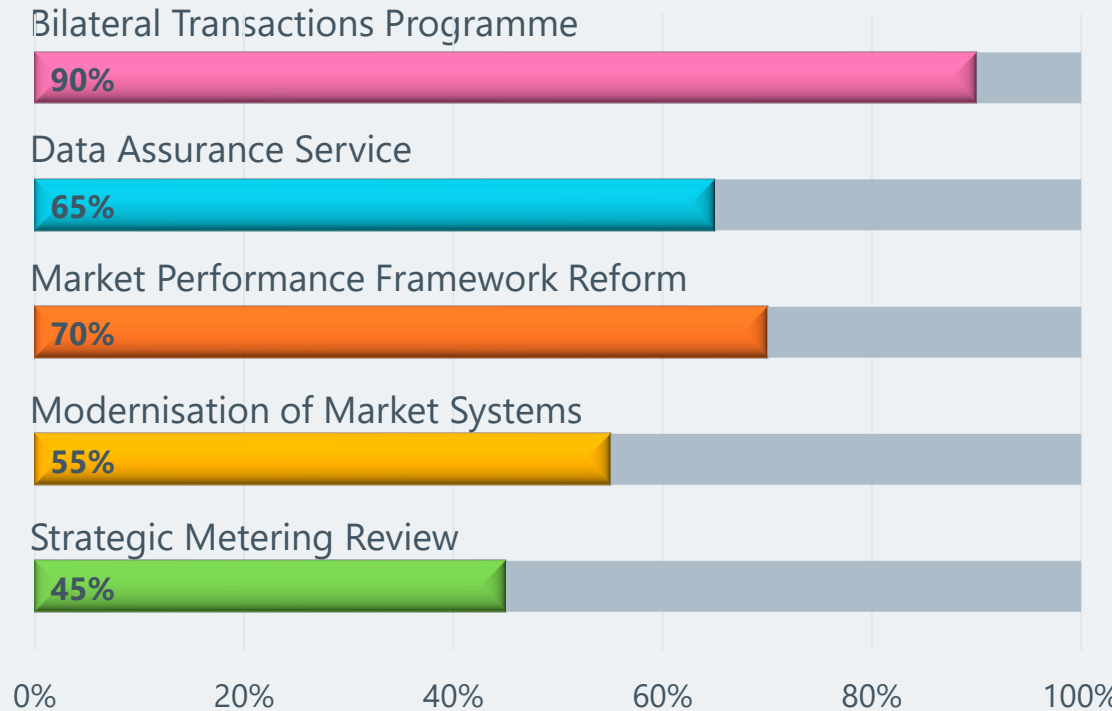 Bilateral Transactions Programme
90%
Data Assurance Service
65%
Market Performance Framework Reform
70%
Modernisation of Market Systems
55%
Strategic Metering Review
45%
0% 20% 40% 60% 80% 100%